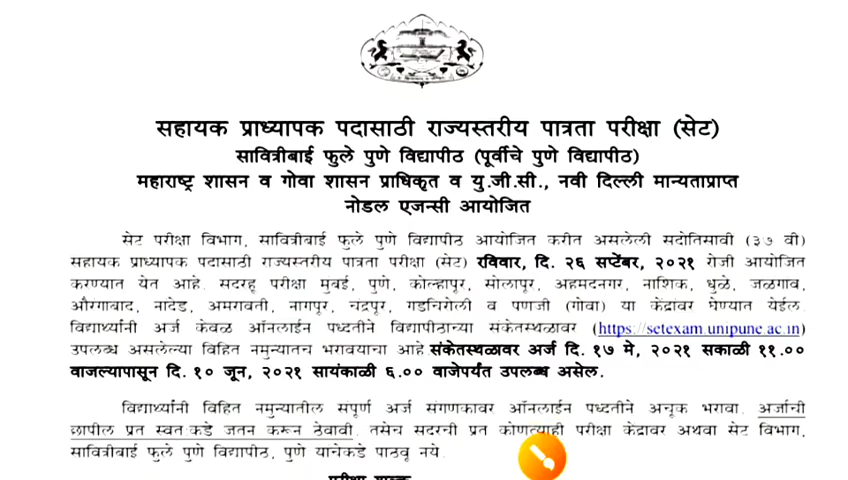 सहायक प्राध्यापक पदासाठी राज्यस्तरीय पात्रता परीक्षा (सेट)
सावित्रीबाई फुले पुणे विद्यापीठ (पूर्वीचे पुणे विद्यापीठ)
महाराष्ट्र शासन व गोवा शासन प्राधिकृत व यु.जी.सी., नवी दिल्ली मान्यताप्राप्त
नोडल एजन्सी आयोजित
सेट परीक्षा विभाग, सावित्रीबाई फुले पुणे विद्यापीठ आयोजित करीत असलेली सदोतिसावी (३७ वी)
सहायक प्राध्यापक पदासाठी राज्यस्तरीय पात्रता परीक्षा (सेट) रविवार, दि. २६ सप्टेंबर, २०२१ रोजी आयोजित
करण्यात येत आहे. सदरहू परीक्षा मुंबई, पुणे, कोल्हापूर, सोलापूर, अहमदनगर, नाशिक, धुळे, जळगाव,
औरंगाबाद, नांदेड, अमरावती, नागपूर, चंद्रपूर, गडचिरोली व पणजी (गोवा) या केंद्रांवर घेण्यात येईल.
विद्यार्थ्यांनी अर्ज केवळ ऑनलाईन पध्दतीने विद्यापीठाच्या संकेतस्थळावर (https://setexam.unipune.ac.in)
उपलब्ध असलेल्या विहित नमुन्यातच भरावयाचा आहे. संकेतस्थळावर अर्ज दि. १७ मे, २०२१ सकाळी ११.००
वाजल्यापासून दि. १० जून, २०२१ सायंकाळी ६.०० वाजेपर्यंत उपलब्ध असेल.
विद्यार्थ्यांनी विहित नमुन्यातील संपूर्ण अर्ज संगणकावर ऑनलाईन पध्दतीने अचूक भरावा. अर्जाची
छापील प्रत स्वत:कडे जतन करून ठेवावी. तसेच सदरची प्रत कोणत्याही परीक्षा केंद्रावर अथवा सेट विभाग,
सावित्रीबाई फुले पुणे विद्यापीठ, पुणे यांचेकडे पाठवू नये.